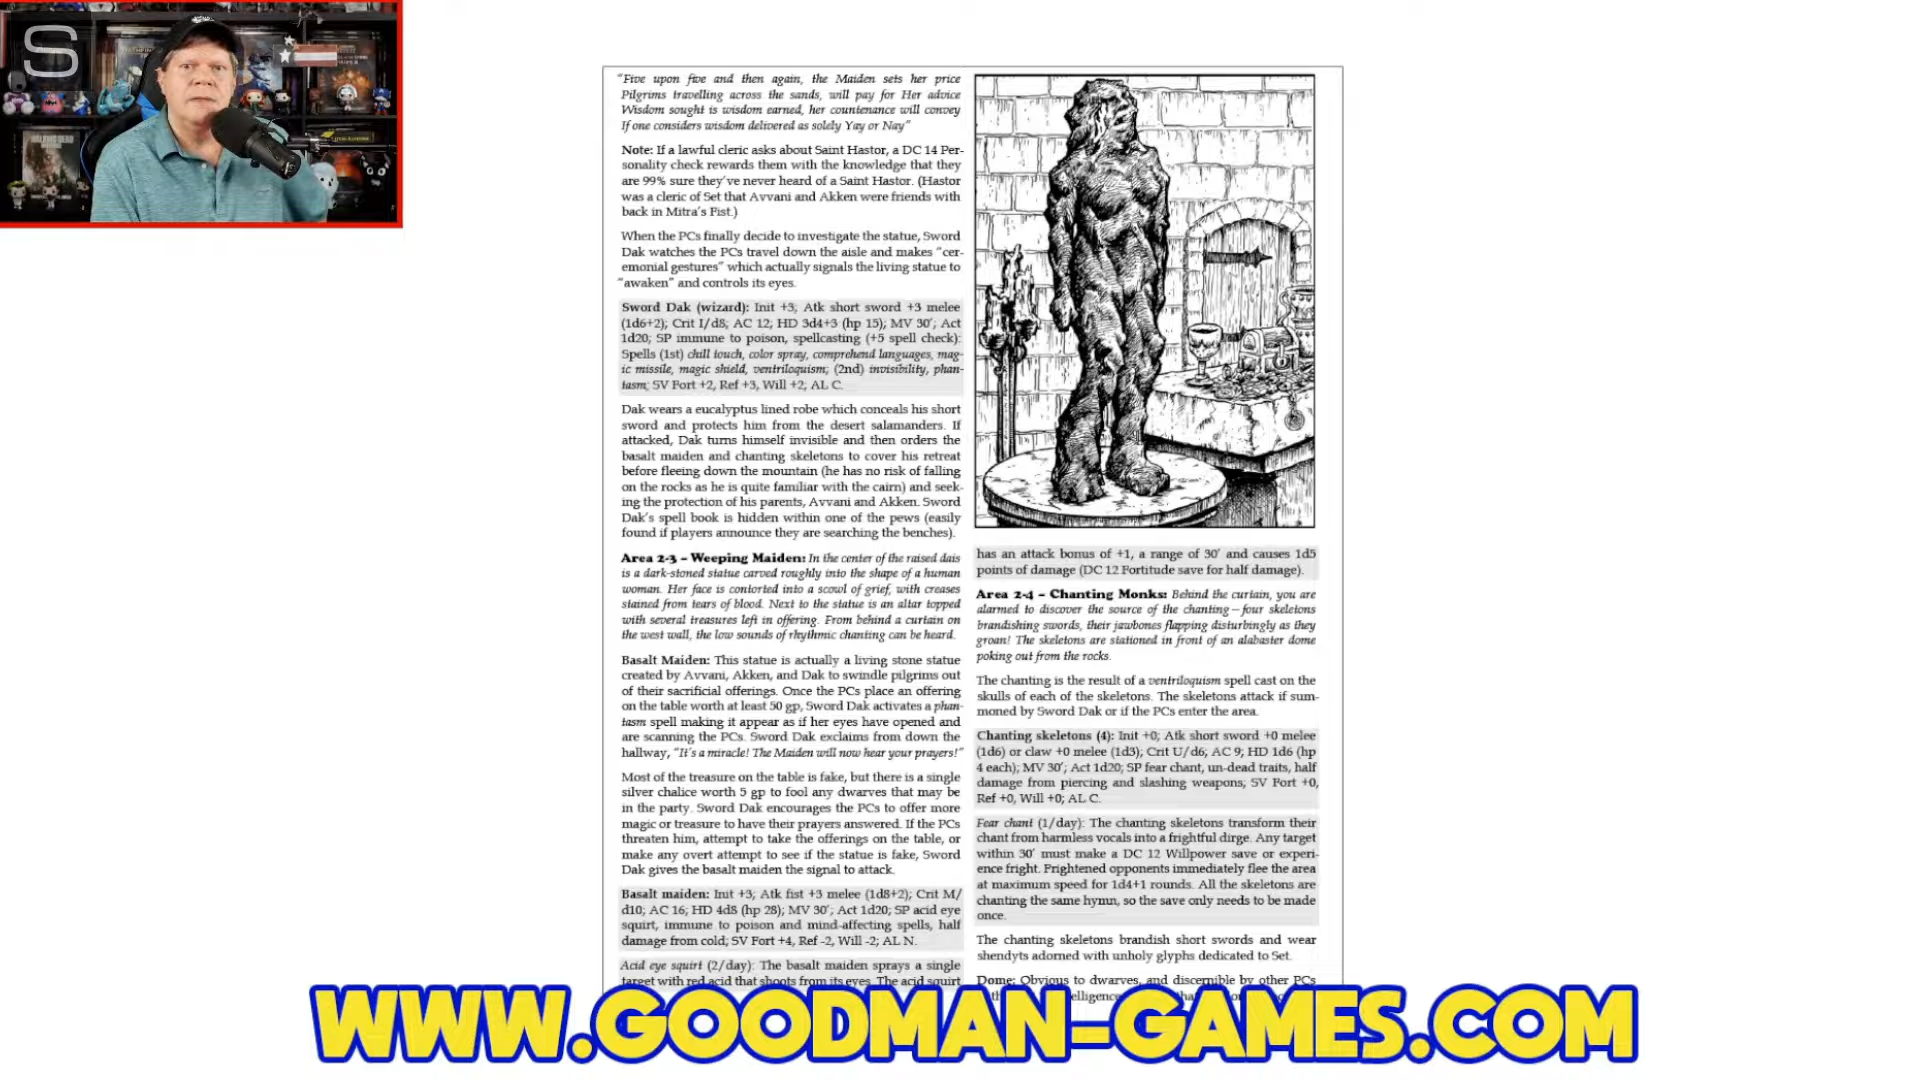 S
"Five upon five and then again, the Maiden sets her price
Pilgrims travelling across the sands, will pay for Her advice
Wisdom sought is wisdom earned, her countenance will convey
If one considers wisdom delivered as solely Yay or Nay"
Note: If a lawful cleric asks about Saint Hastor, a DC 14 Per-
sonality check rewards them with the knowledge that they
are 99% sure they've never heard of a Saint Hastor. (Hastor
was a cleric of Set that Avvani and Akken were friends with
back in Mitra's Fist.)
When the PCs finally decide to investigate the statue, Sword
Dak watches the PCs travel down the aisle and makes "cer-
emonial gestures" which actually signals the living statue to
"awaken" and controls its eyes.
Sword Dak (wizard): Init +3; Atk short sword +3 melee
(1d6+2); Crit I/d8; AC 12; HD 3d4+3 (hp 15); MV 30'; Act
1d20; SP immune to poison, spellcasting (+5 spell check):
Spells (1st) chill touch, color spray, comprehend languages, mag-
ic missile, magic shield, ventriloquism; (2nd) invisibility, phan-
tasm; SV Fort +2, Ref +3, Will +2; AL C.
Dak wears a eucalyptus lined robe which conceals his short
sword and protects him from the desert salamanders. If
attacked, Dak turns himself invisible and then orders the
basalt maiden and chanting skeletons to cover his retreat
before fleeing down the mountain (he has no risk of falling
on the rocks as he is quite familiar with the cairn) and seek-
ing the protection of his parents, Avvani and Akken. Sword
Dak's spell book is hidden within one of the pews (easily
found if players announce they are searching the benches).
Area 2-3 – Weeping Maiden: In the center of the raised dais
is a dark-stoned statue carved roughly into the shape of a human
woman. Her face is contorted into a scowl of grief, with creases
stained from tears of blood. Next to the statue is an altar topped
with several treasures left in offering. From behind a curtain on
the west wall, the low sounds of rhythmic chanting can be heard.
Basalt Maiden: This statue is actually a living stone statue
created by Avvani, Akken, and Dak to swindle pilgrims out
of their sacrificial offerings. Once the PCs place an offering
on the table worth at least 50 gp, Sword Dak activates a phan-
tasm spell making it appear as if her eyes have opened and
are scanning the PCs. Sword Dak exclaims from down the
hallway, "It's a miracle! The Maiden will now hear your prayers!"
Most of the treasure on the table is fake, but there is a single
silver chalice worth 5 gp to fool any dwarves that may be
in the party. Sword Dak encourages the PCs to offer more
magic or treasure to have their prayers answered. If the PCs
threaten him, attempt to take the offerings on the table, or
make any overt attempt to see if the statue is fake, Sword
Dak gives the basalt maiden the signal to attack.
Basalt maiden: Init +3; Atk fist +3 melee (1d8+2); Crit M/
d10; AC 16; HD 4d8 (hp 28); MV 30'; Act 1d20; SP acid eye
squirt, immune to poison and mind-affecting spells, half
damage from cold; SV Fort +4, Ref -2, Will -2; AL N.
Acid eye squirt (2/day): The basalt maiden sprays a single
target with red acid that shoots from its eyes. The acid squirt
has an attack bonus of +1, a range of 30' and causes 1d5
points of damage (DC 12 Fortitude save for half damage).
Area 2-4 – Chanting Monks: Behind the curtain, you are
alarmed to discover the source of the chanting – four skeletons
brandishing swords, their jawbones flapping disturbingly as they
groan! The skeletons are stationed in front of an alabaster dome
poking out from the rocks.
The chanting is the result of a ventriloquism spell cast on the
skulls of each of the skeletons. The skeletons attack if sum-
moned by Sword Dak or if the PCs enter the area.
Chanting skeletons (4): Init +0; Atk short sword +0 melee
(1d6) or claw +0 melee (1d3); Crit U/d6; AC 9; HD 1d6 (hp
4 each); MV 30'; Act 1d20; SP fear chant, un-dead traits, half
damage from piercing and slashing weapons; SV Fort +0,
Ref +0, Will +0; AL C.
Fear chant (1/day): The chanting skeletons transform their
chant from harmless vocals into a frightful dirge. Any target
within 30' must make a DC 12 Willpower save or experi-
ence fright. Frightened opponents immediately flee the area
at maximum speed for 1d4+1 rounds. All the skeletons are
chanting the same hymn, so the save only needs to be made
once.
The chanting skeletons brandish short swords and wear
shendyts adorned with unholy glyphs dedicated to Set.
Dome: Obvious to dwarves, and discernible by other PCs
WWW.GOODMAN-GAMES.COM